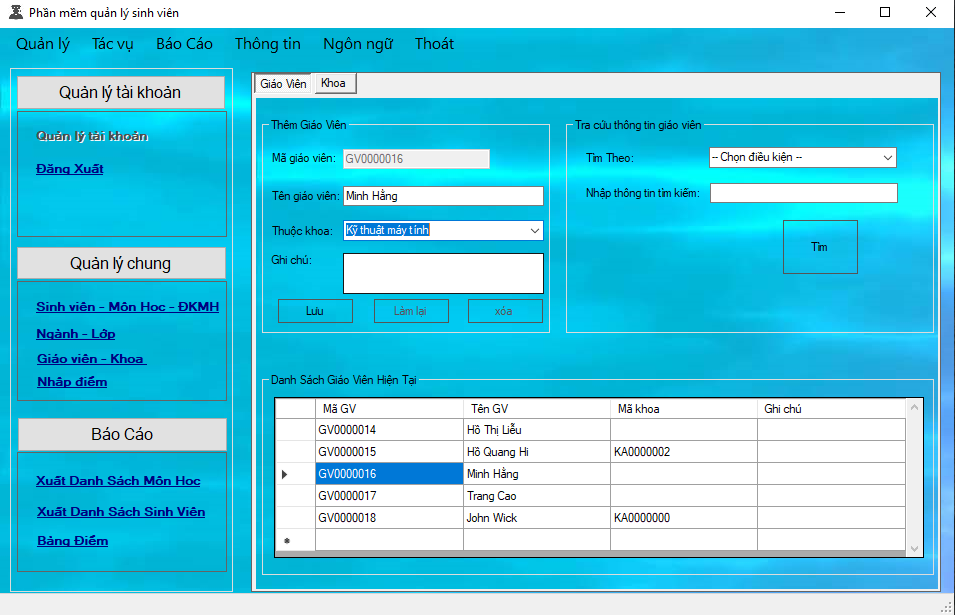 Phần mềm quản lý sinh viên
Quản lý Tác vụ Báo Cáo Thông tin Ngôn ngữ Thoát
Quản lý tài khoản
Quản lý tài khoản
Đăng Xuất
Quản lý chung
Sinh viên - Môn Học - ĐKMH
Ngành - Lớp
Giáo viên - Khoa
Nhập điểm
Báo Cáo
Xuất Danh Sách Môn Học
Xuất Danh Sách Sinh Viên
Bảng Điểm
Giáo Viên Khoa
Thêm Giáo Viên
Mã giáo viên: GV0000016
Tên giáo viên: Minh Hằng
Thuộc khoa: Kỹ thuật máy tính
Ghi chú:
Lưu Làm lại xóa
Tra cứu thông tin giáo viên
Tìm Theo: -- Chọn điều kiện --
Nhập thông tin tìm kiếm:
Tìm
Danh Sách Giáo Viên Hiện Tại
Mã GV Tên GV Mã khoa Ghi chú
GV0000014 Hồ Thị Liễu
GV0000015 Hồ Quang Hi KA0000002
GV0000016 Minh Hằng
GV0000017 Trang Cao
GV0000018 John Wick KA0000000